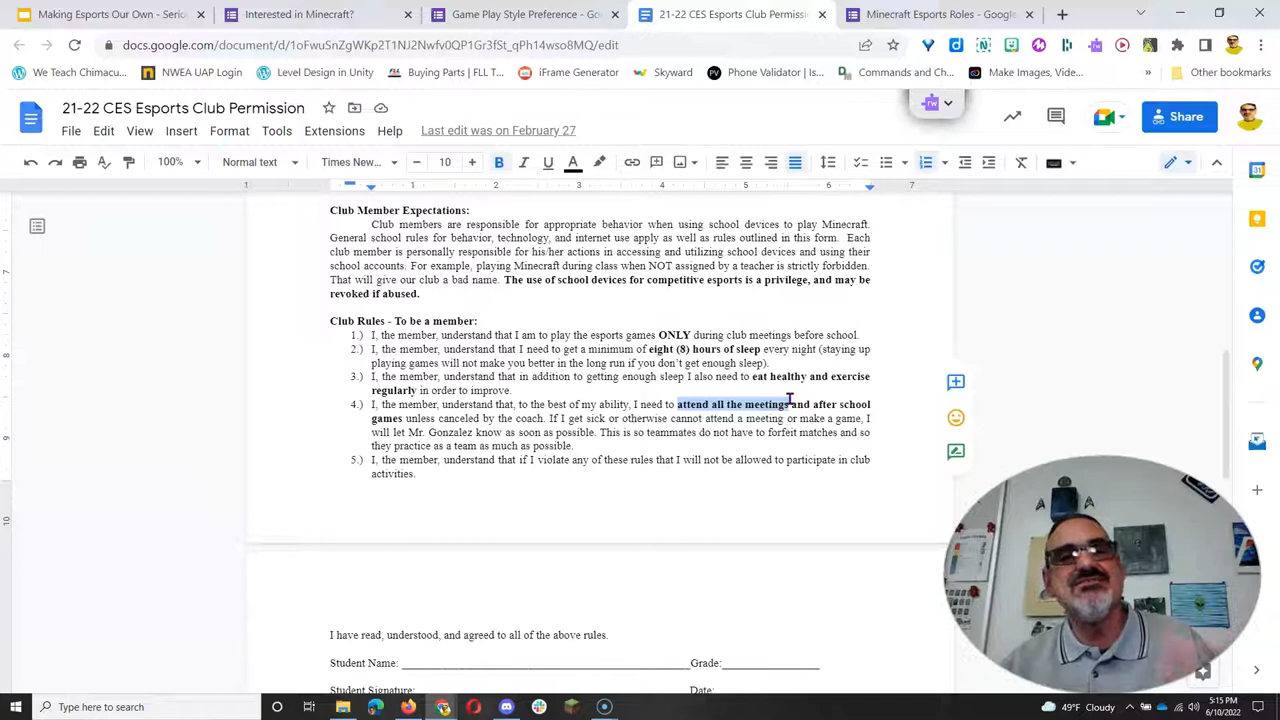 Making Esports Our Own - S
Interested in Minecraft?
Game Play Style Preference - Go
21-22 CES Esports Club Permissi
Minecraft Esports Roles - Google
docs.google.com/document/d/1oFwuSnZgWKp2T1NJ2Nwfv0QP1Gr3fSt_qPd14wso8MQ/edit
We Teach Chimacu...
NWEA UAP Login
Level Design in Unity
Buying Parts | FLL T...
iFrame Generator
Skyward
Phone Validator | Is...
Command and Ch...
Make Images, Vide...
»
Other bookmarks
21-22 CES Esports Club Permission
File Edit View Insert Format Tools Extensions Help Last edit was on February 27
Share
100% Normal text Times New... 10 B I U A
1 1 2 3 4 5 6 7
Club Member Expectations:
Club members are responsible for appropriate behavior when using school devices to play Minecraft.
General school rules for behavior, technology, and internet use apply as well as rules outlined in this form. Each
club member is personally responsible for his/her actions in accessing and utilizing school devices and using their
school accounts. For example, playing Minecraft during class when NOT assigned by a teacher is strictly forbidden.
That will give our club a bad name. The use of school devices for competitive esports is a privilege, and may be
revoked if abused.
Club Rules - To be a member:
1.) I, the member, understand that I am to play the esports games ONLY during club meetings before school.
2.) I, the member, understand that I need to get a minimum of eight (8) hours of sleep every night (staying up
playing games will not make you better in the long run if you don't get enough sleep).
3.) I, the member, understand that in addition to getting enough sleep I also need to eat healthy and exercise
regularly in order to improve.
4.) I, the member, understand that, to the best of my ability, I need to attend all the meetings and after school
games unless canceled by the coach. If I get sick or otherwise cannot attend a meeting or make a game, I
will let Mr. Gonzalez know as soon as possible. This is so teammates do not have to forfeit matches and so
they practice as a team as much as possible.
5.) I, the member, understand that if I violate any of these rules that I will not be allowed to participate in club
activities.
I have read, understood, and agreed to all of the above rules.
Student Name: Grade:
Student Signature: Date:
Type here to search
49°F Cloudy
5:15 PM
6/10/2022